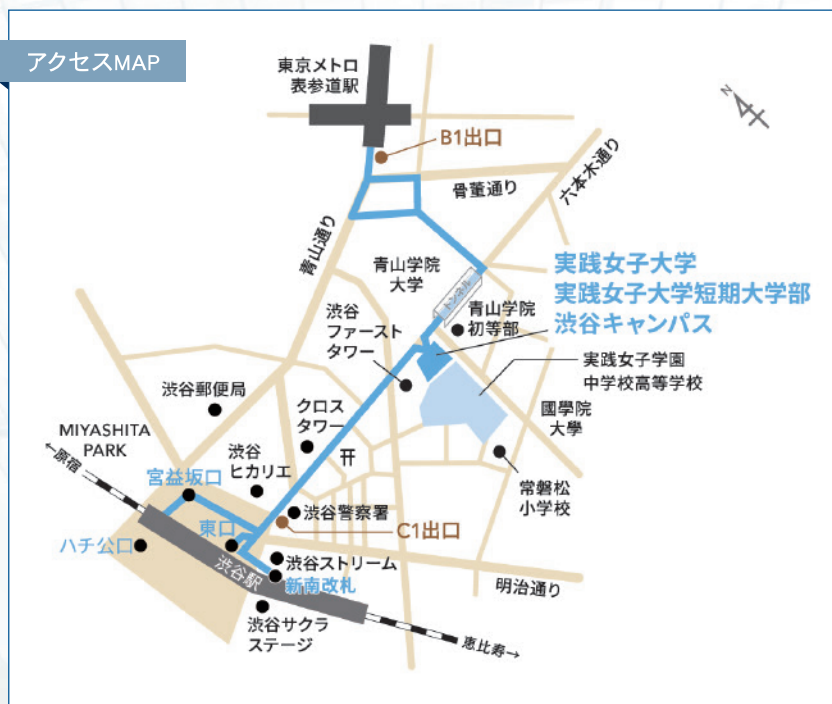 アクセスMAP
東京メトロ
表参道駅
N
B1出口
六本木通り
骨董通り
青山通り
青山学院
大学
トンネル
実践女子大学
実践女子大学短期大学部
渋谷キャンパス
青山学院
初等部
渋谷
ファースト
タワー
実践女子学園
中学校高等学校
渋谷郵便局
クロス
タワー
國學院
大學
MIYASHITA
PARK
←原宿
渋谷
ヒカリエ
宮益坂口
常磐松
小学校
渋谷警察署
C1出口
東口
ハチ公口
渋谷駅
渋谷ストリーム
新南改札
明治通り
渋谷サクラ
ステージ
恵比寿→